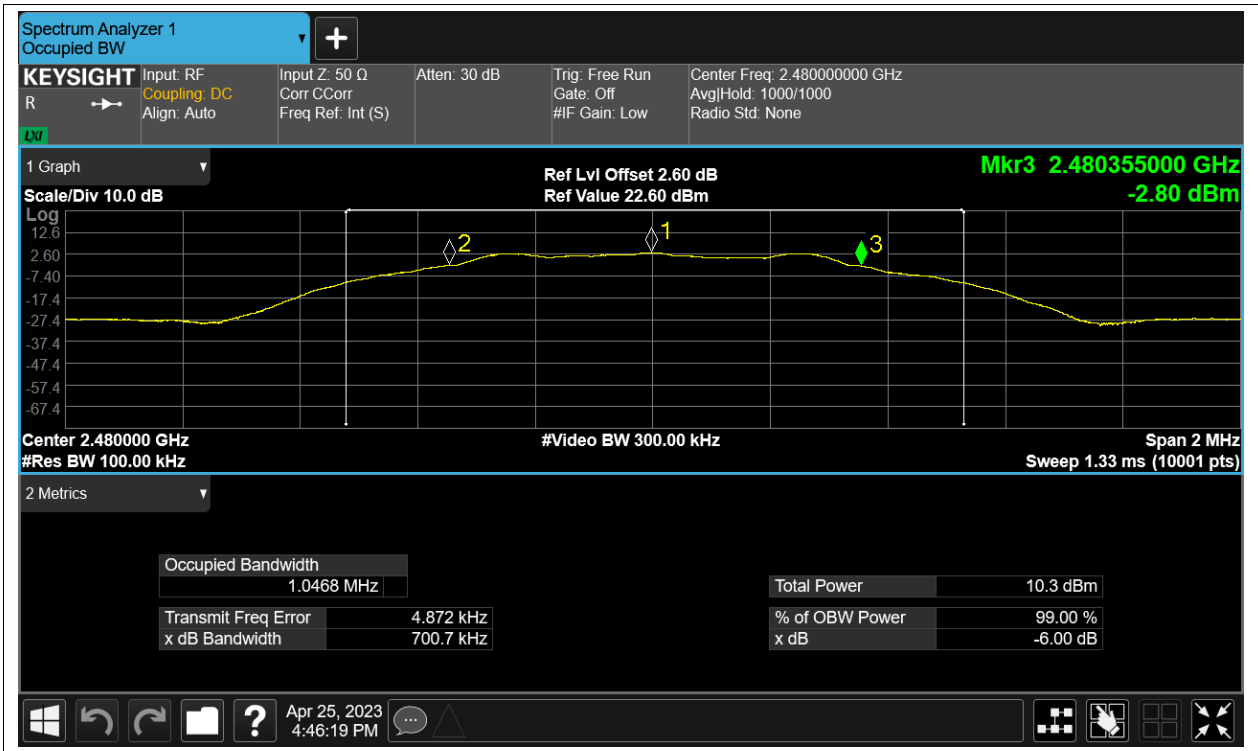 Spectrum Analyzer 1
Occupied BW
KEYSIGHT
R
LXI
Input: RF
Coupling: DC
Align: Auto
Input Z: 50 Ω
Corr CCorr
Freq Ref: Int (S)
Atten: 30 dB
Trig: Free Run
Gate: Off
#IF Gain: Low
Center Freq: 2.480000000 GHz
Avg|Hold: 1000/1000
Radio Std: None
1 Graph
Scale/Div 10.0 dB
Ref Lvl Offset 2.60 dB
Ref Value 22.60 dBm
Mkr3 2.480355000 GHz
-2.80 dBm
Log
12.6
2.60
-7.40
-17.4
-27.4
-37.4
-47.4
-57.4
-67.4
2
1
3
Center 2.480000 GHz
#Res BW 100.00 kHz
#Video BW 300.00 kHz
Span 2 MHz
Sweep 1.33 ms (10001 pts)
2 Metrics
Occupied Bandwidth
1.0468 MHz
Transmit Freq Error 4.872 kHz
x dB Bandwidth 700.7 kHz
Total Power 10.3 dBm
% of OBW Power 99.00 %
x dB -6.00 dB
?
Apr 25, 2023
4:46:19 PM